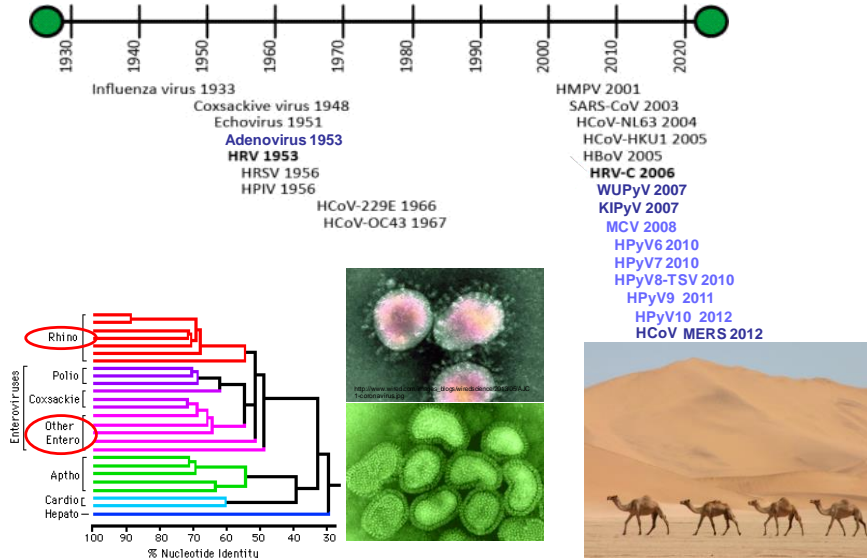 1930 1940 1950 1960 1970 1980 1990 2000 2010 2020
Influenza virus 1933
Coxsackive virus 1948
Echovirus 1951
Adenovirus 1953
HRV 1953
HRSV 1956
HPIV 1956
HCoV-229E 1966
HCoV-OC43 1967
HMPV 2001
SARS-CoV 2003
HCoV-NL63 2004
HCoV-HKU1 2005
HBoV 2005
HRV-C 2006
WUPyV 2007
KIPyV 2007
MCV 2008
HPyV6 2010
HPyV7 2010
HPyV8-TSV 2010
HPyV9 2011
HPyV10 2012
HCoV MERS 2012
Rhino
Enteroviruses
Polio
Coxsackie
Other
Entero
Aptho
Cardio
Hepato
100 90 80 70 60 50 40 30
% Nucleotide Identity
1-coronavirus.jpg